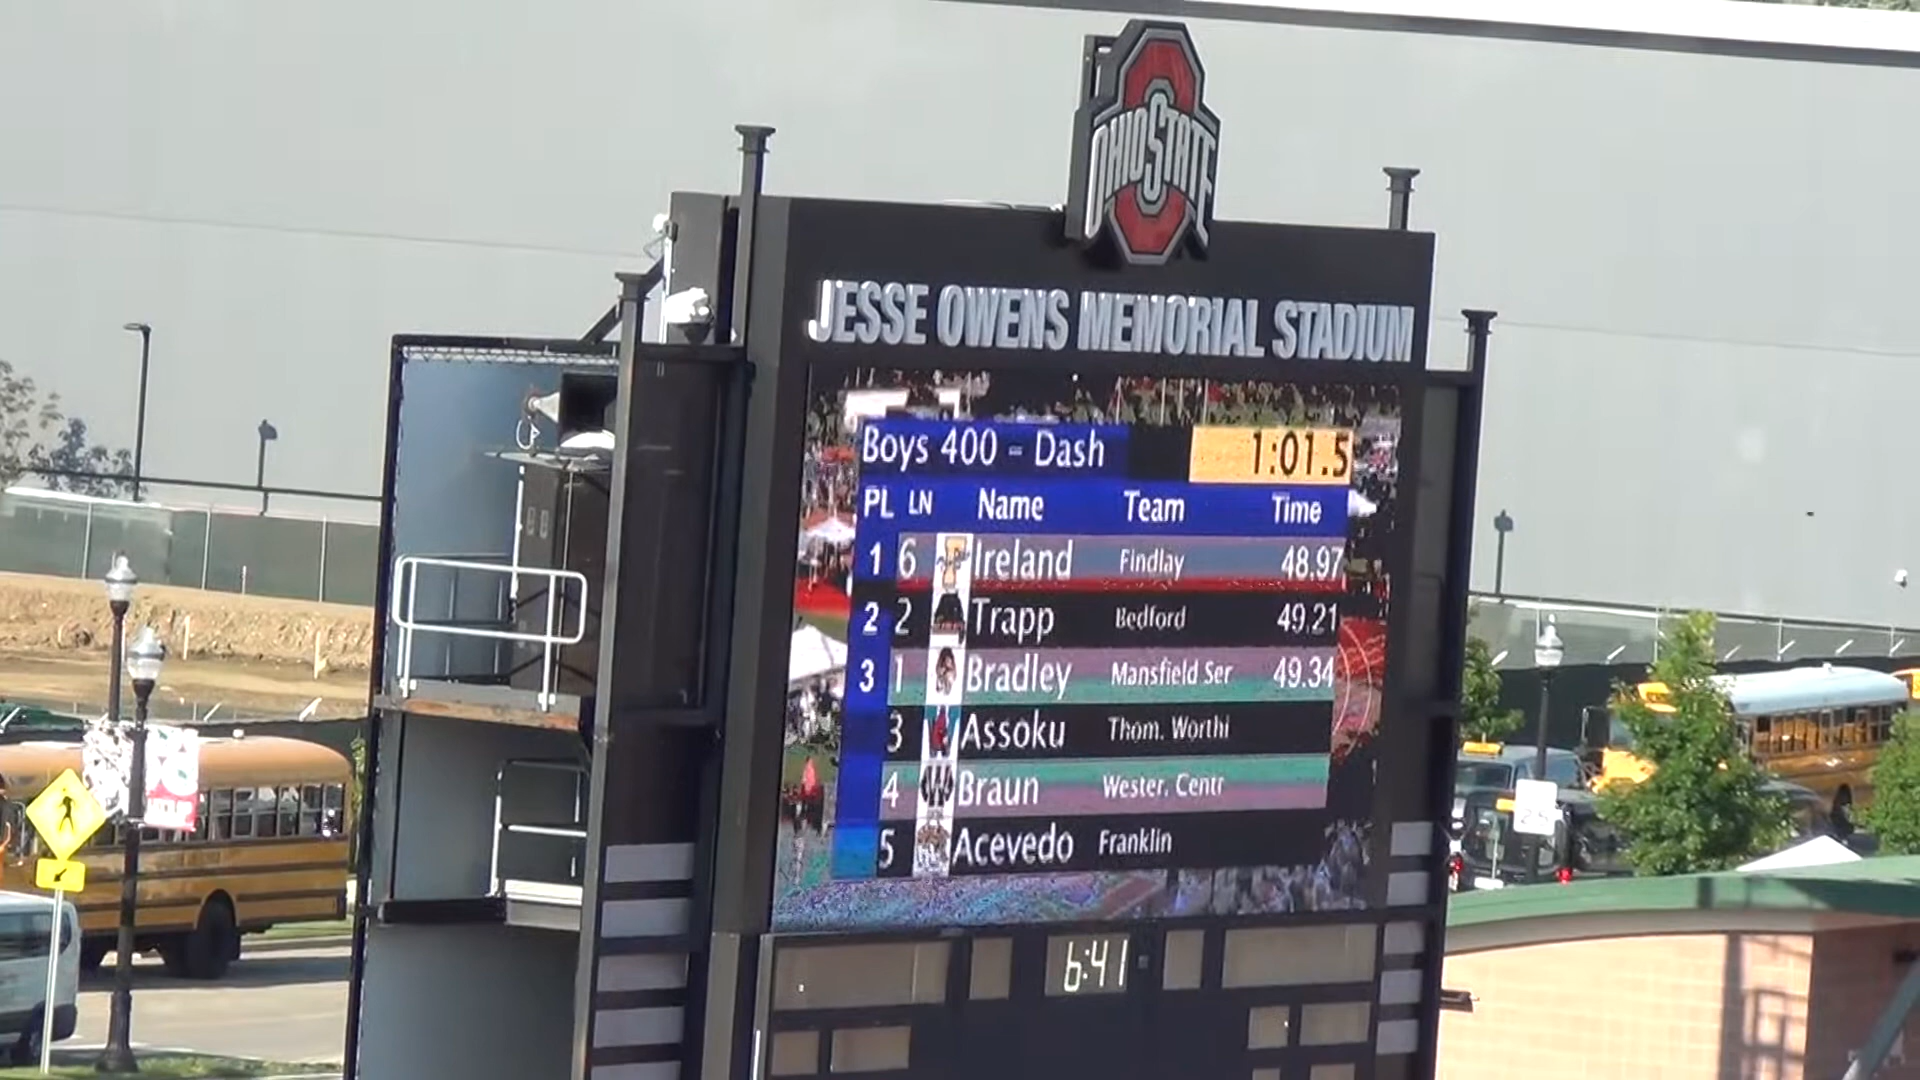 OHIO STATE
JESSE OWENS MEMORIAL STADIUM
Boys 400 - Dash 1:01.5
PL LN Name Team Time
1 6 Ireland Findlay 48.97
2 2 Trapp Bedford 49.21
3 1 Bradley Mansfield Ser 49.34
3 Assoku Thom. Worthi
4 Braun Wester. Centr
5 Acevedo Franklin
6:41